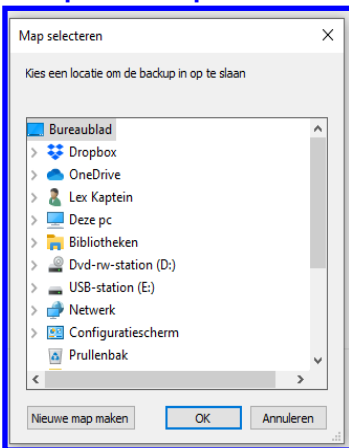 Map selecteren
Kies een locatie om de backup in op te slaan
Bureaublad
Dropbox
OneDrive
Lex Kaptein
Deze pc
Bibliotheken
Dvd-rw-station (D:)
USB-station (E:)
Netwerk
Configuratiescherm
Prullenbak
Nieuwe map maken OK Annuleren